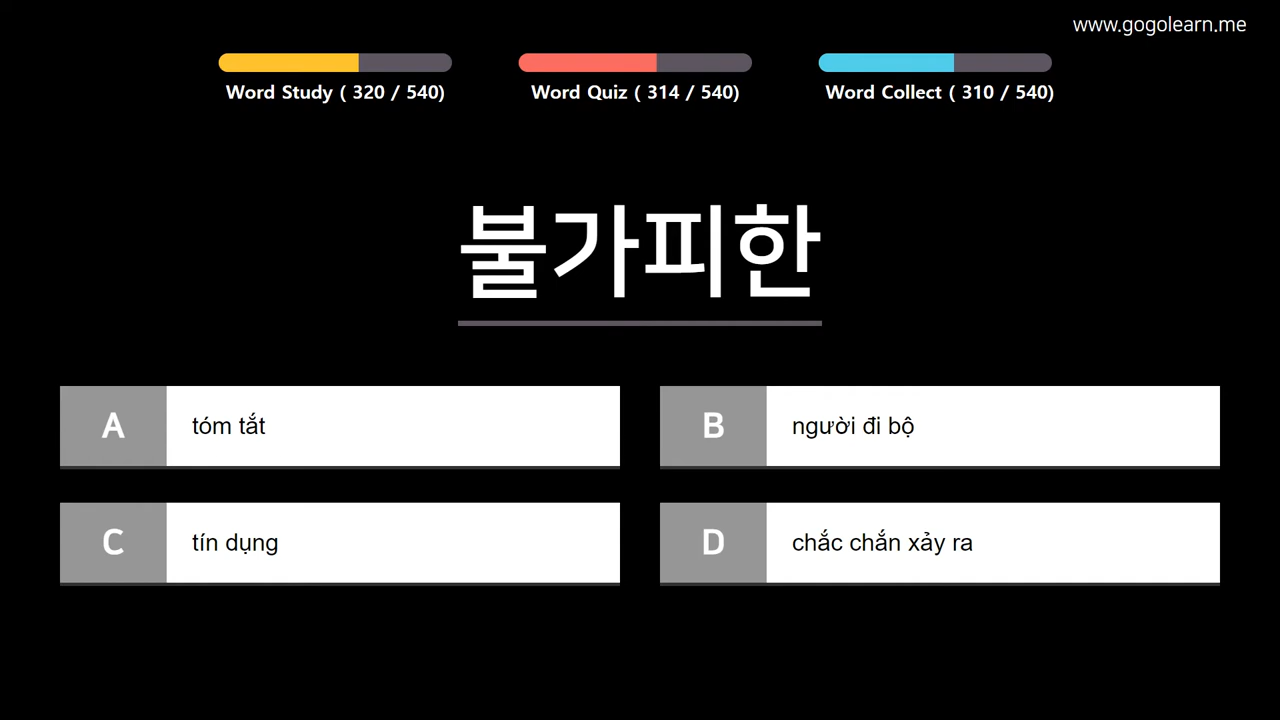 www.gogolearn.me
Word Study ( 320 / 540)
Word Quiz ( 314 / 540)
Word Collect ( 310 / 540)
불가피한
A
tóm tắt
B
người đi bộ
C
tín dụng
D
chắc chắn xảy ra